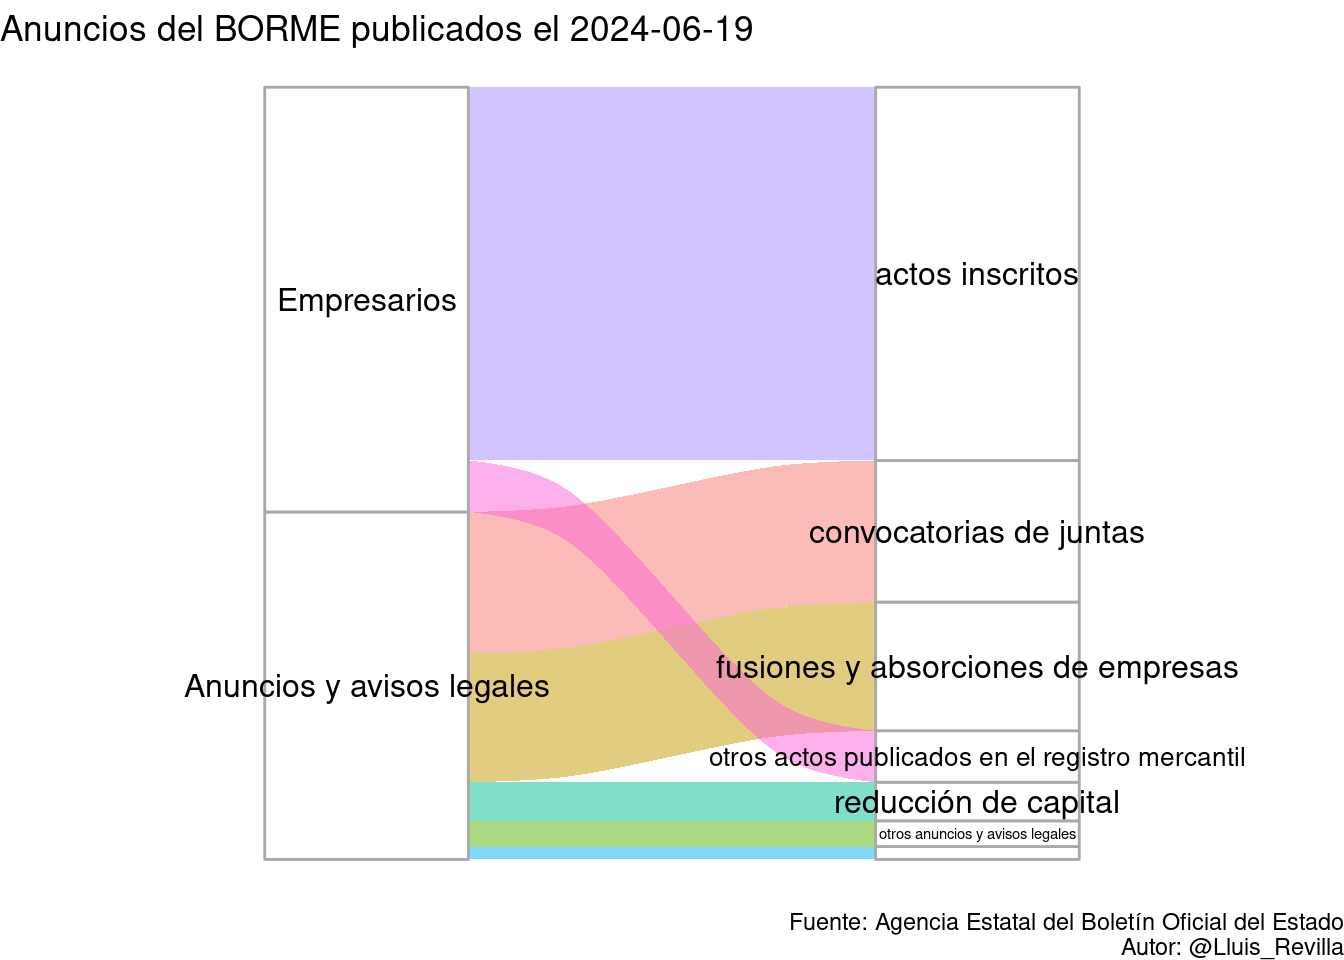 Anuncios del BORME publicados el 2024-06-19
Empresarios
actos inscritos
convocatorias de juntas
fusiones y absorciones de empresas
Anuncios y avisos legales
otros actos publicados en el registro mercantil
reducción de capital
otros anuncios y avisos legales
Fuente: Agencia Estatal del Boletín Oficial del Estado
Autor: @Lluis_Revilla